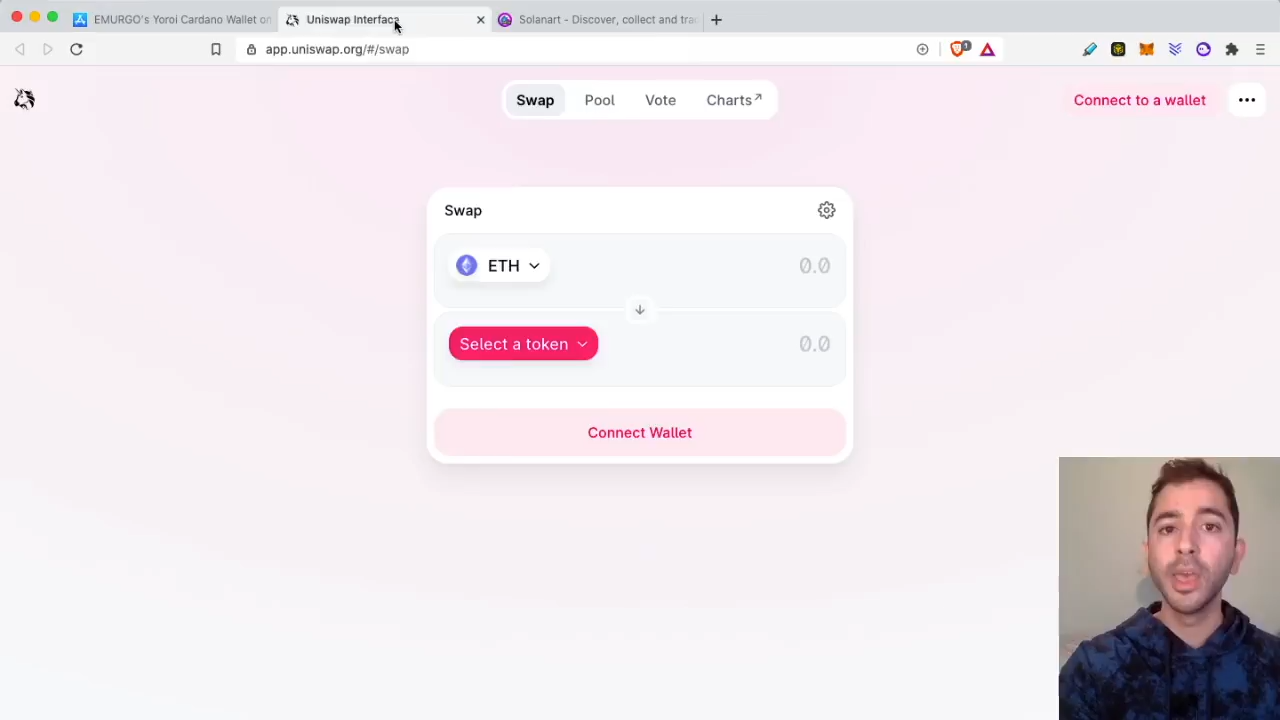 EMURGO's Yoroi Cardano Wallet on
Uniswap Interface
Solanart - Discover, collect and tra
app.uniswap.org/#/swap
1
Swap
Pool
Vote
Charts↗
Connect to a wallet
Swap
ETH
0.0
Select a token
0.0
Connect Wallet